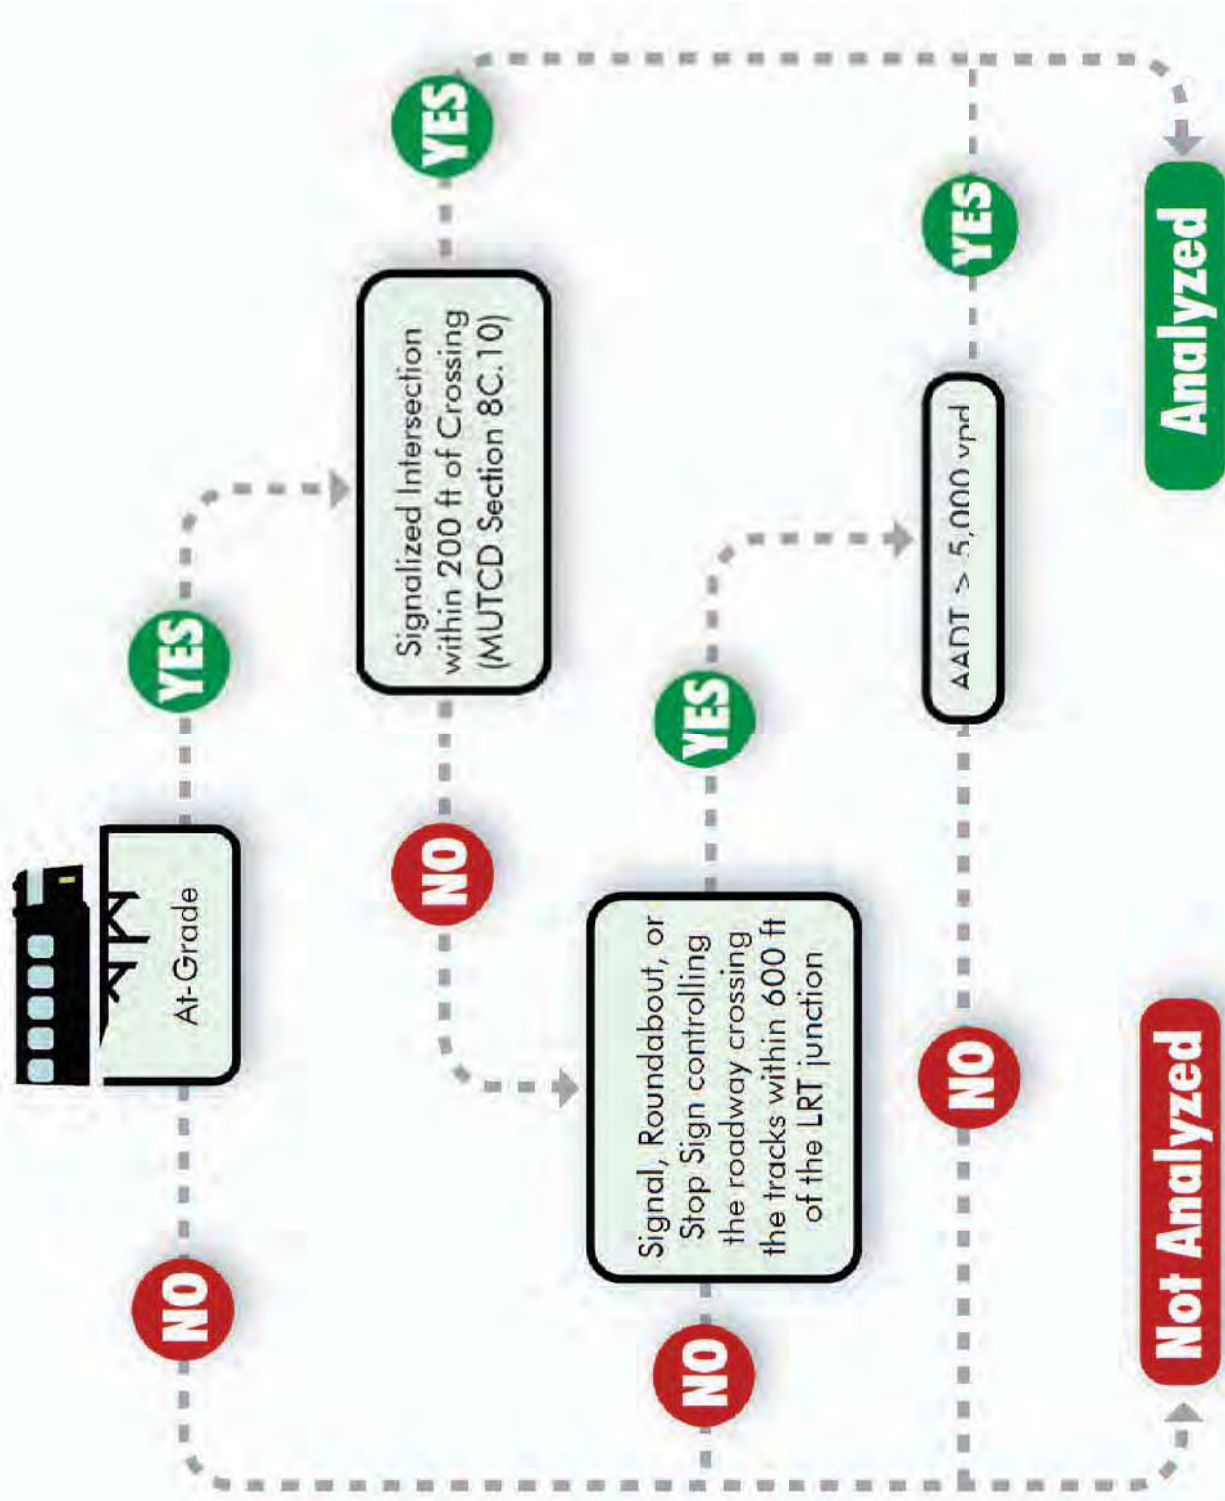 At-Grade
NO
YES
Signalized Intersection
within 200 ft of Crossing
(MUTCD Section 8C.10)
NO
YES
Signal, Roundabout, or
Stop Sign controlling
the roadway crossing
the tracks within 600 ft
of the LRT junction
NO
YES
AADT > 5,000 vpd
NO
YES
Not Analyzed
Analyzed